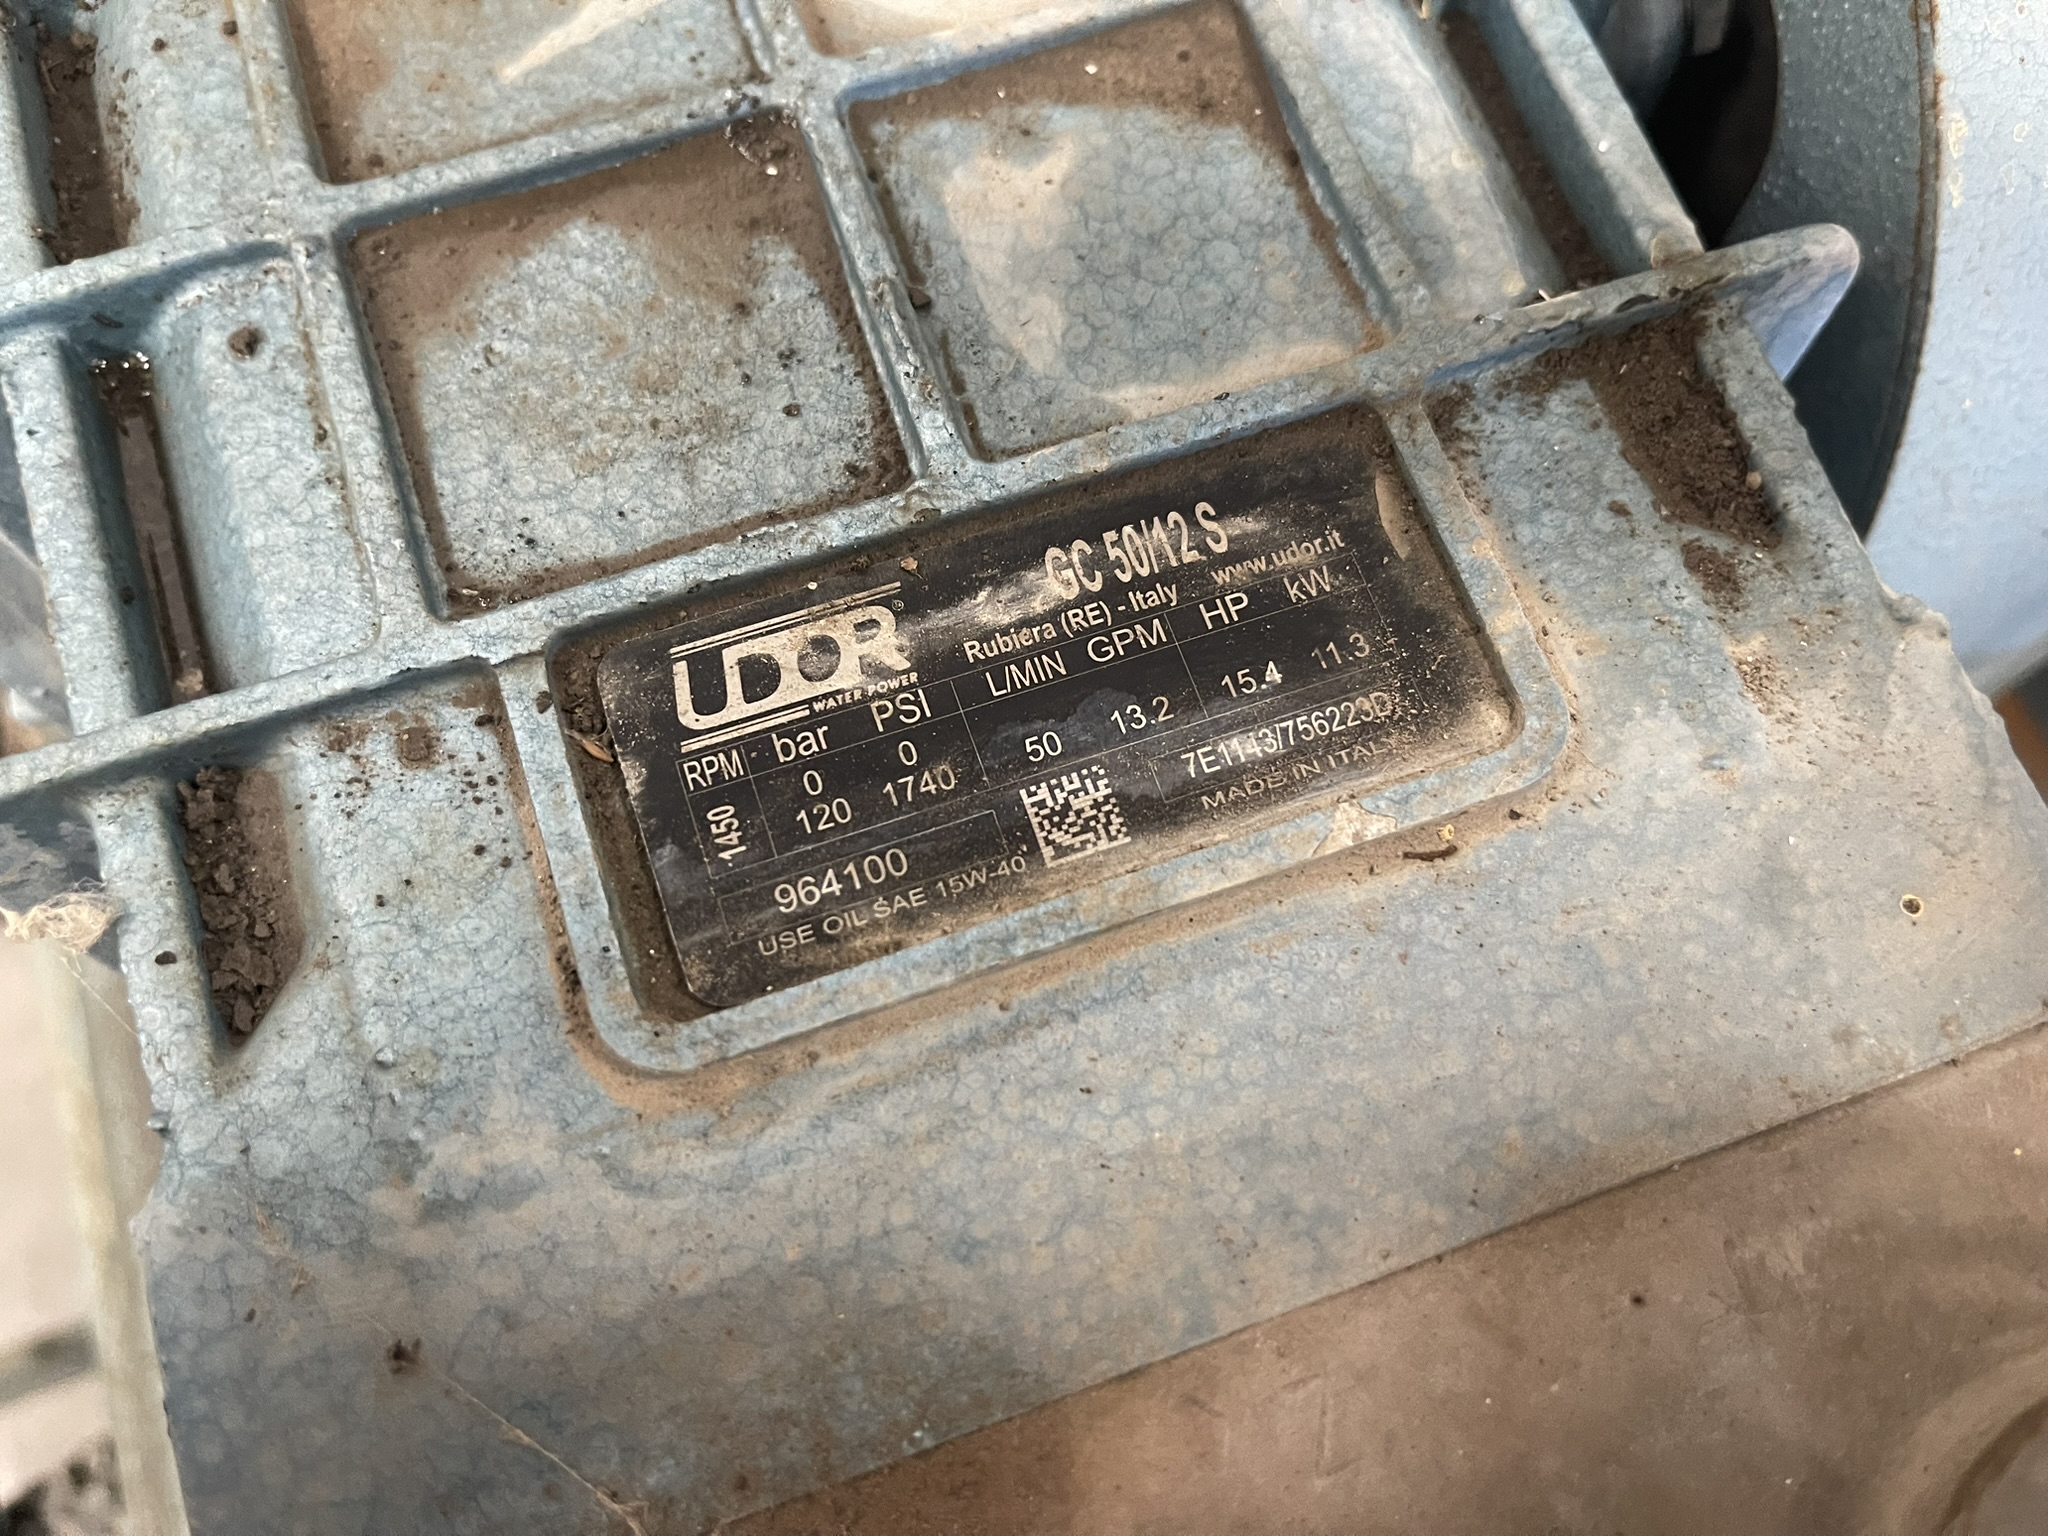 GC 50/12 S
UDOR®
WATER POWER
Rubiera (RE) - Italy www.udor.it
RPM bar PSI L/MIN GPM HP kW
1450
0 0
120 1740 50 13.2 15.4 11.3
964100
7E1143/756223D
USE OIL SAE 15W-40
MADE IN ITALY